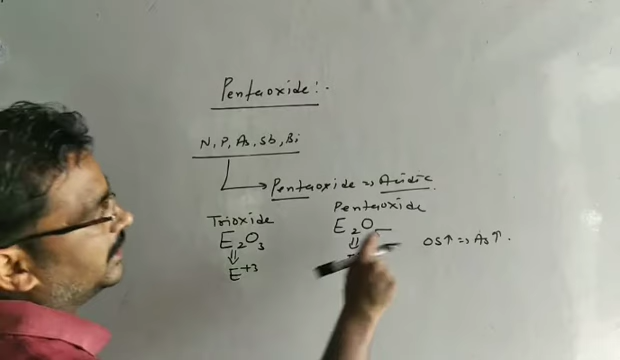 Pentaoxide:-
N, P, As, Sb, Bi
Pentaoxide => Acidic
Trioxide
Pentaoxide
E2O3
E2O
OS↑ => As↑.
⇓
⇓
E+3